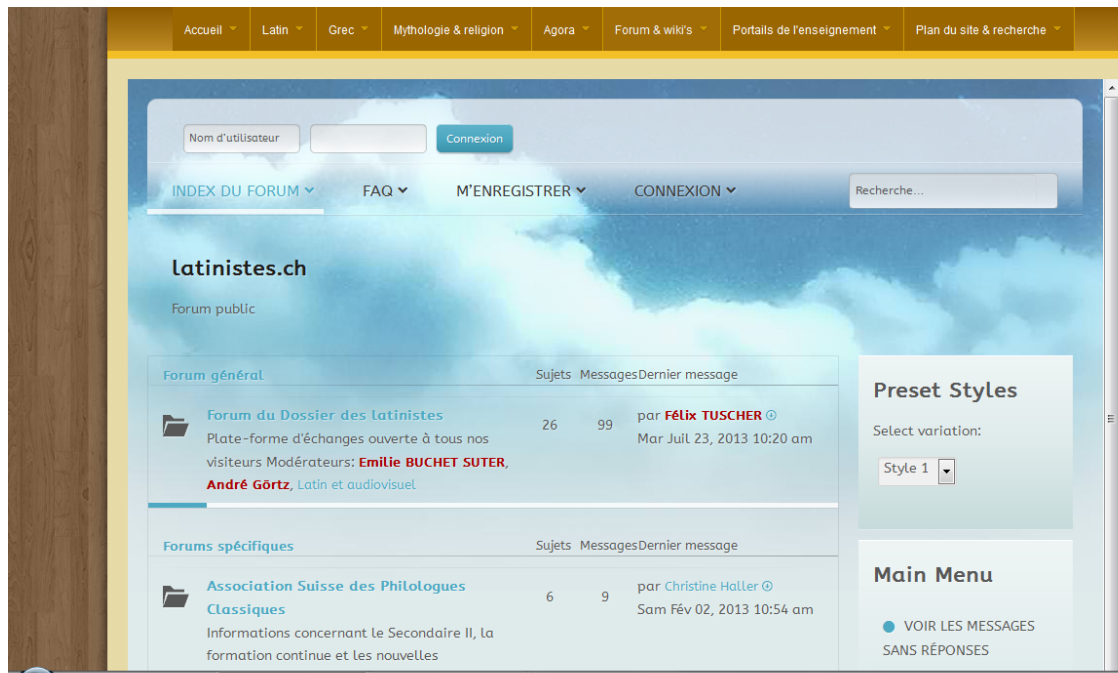 Accueil Latin Grec Mythologie & religion Agora Forum & wiki's Portails de l'enseignement Plan du site & recherche
Nom d'utilisateur Connexion
INDEX DU FORUM FAQ M'ENREGISTRER CONNEXION Recherche...
latinistes.ch
Forum public
Forum général Sujets Messages Dernier message
Forum du Dossier des latinistes 26 99 par Félix TUSCHER
Plate-forme d'échanges ouverte à tous nos Mar Juil 23, 2013 10:20 am
visiteurs Modérateurs: Emilie BUCHET SUTER,
André Görtz, Latin et audiovisuel
Forums spécifiques Sujets Messages Dernier message
Association Suisse des Philologues 6 9 par Christine Haller
Classiques Sam Fév 02, 2013 10:54 am
Informations concernant le Secondaire II, la
formation continue et les nouvelles
Preset Styles
Select variation:
Style 1
Main Menu
VOIR LES MESSAGES
SANS RÉPONSES